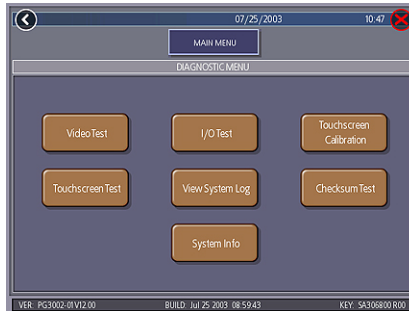 07/25/2003 10:47
MAIN MENU
DIAGNOSTIC MENU
Video Test I/O Test Touchscreen Calibration
Touchscreen Test View System Log Checksum Test
System Info
VER: PG3002-01V12.00 BUILD: Jul 25 2003 08:59:43 KEY: SA306800 R00